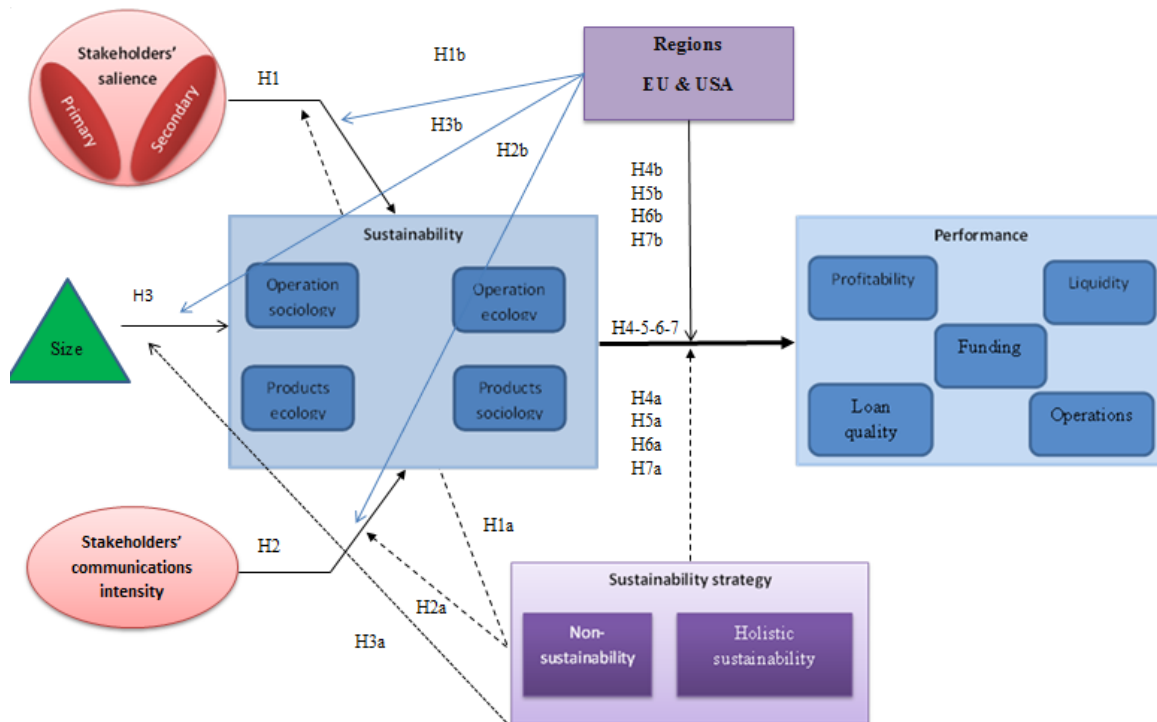 Stakeholders'
salience
Primary
Secondary
H1
H1b
H3b
H2b
Regions
EU & USA
H4b
H5b
H6b
H7b
Sustainability
Operation
sociology
Operation
ecology
Products
ecology
Products
sociology
H3
Size
H4-5-6-7
Performance
Profitability
Liquidity
Funding
Loan
quality
Operations
H4a
H5a
H6a
H7a
Stakeholders'
communications
intensity
H2
H1a
H2a
H3a
Sustainability strategy
Non-
sustainability
Holistic
sustainability